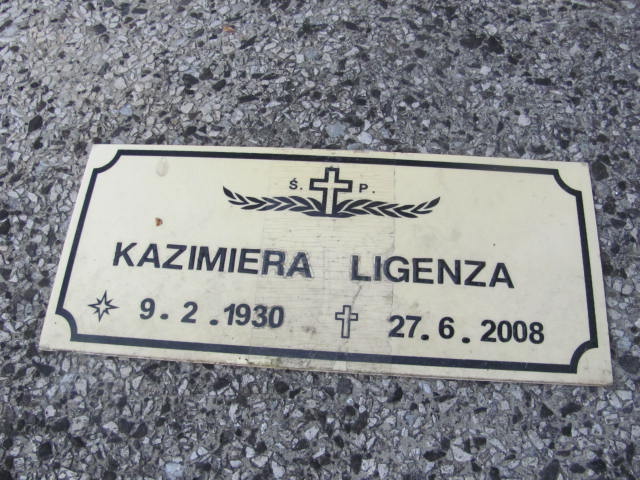 Ś. P.
KAZIMIERA LIGENZA
9. 2. 1930 27. 6. 2008